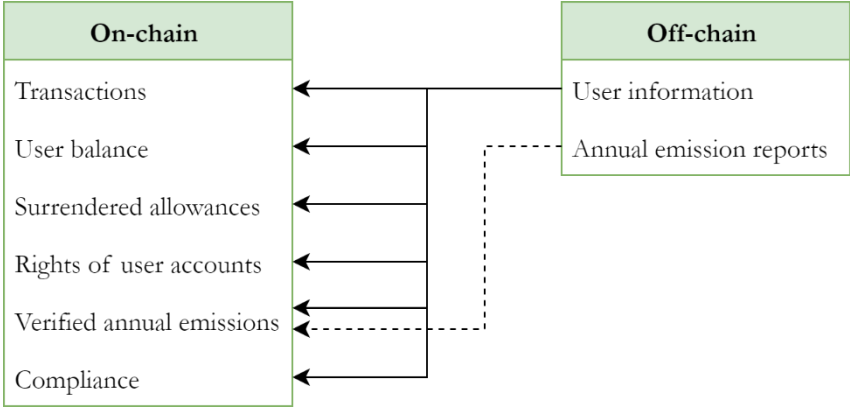 On-chain
Transactions
User balance
Surrendered allowances
Rights of user accounts
Verified annual emissions
Compliance
Off-chain
User information
Annual emission reports